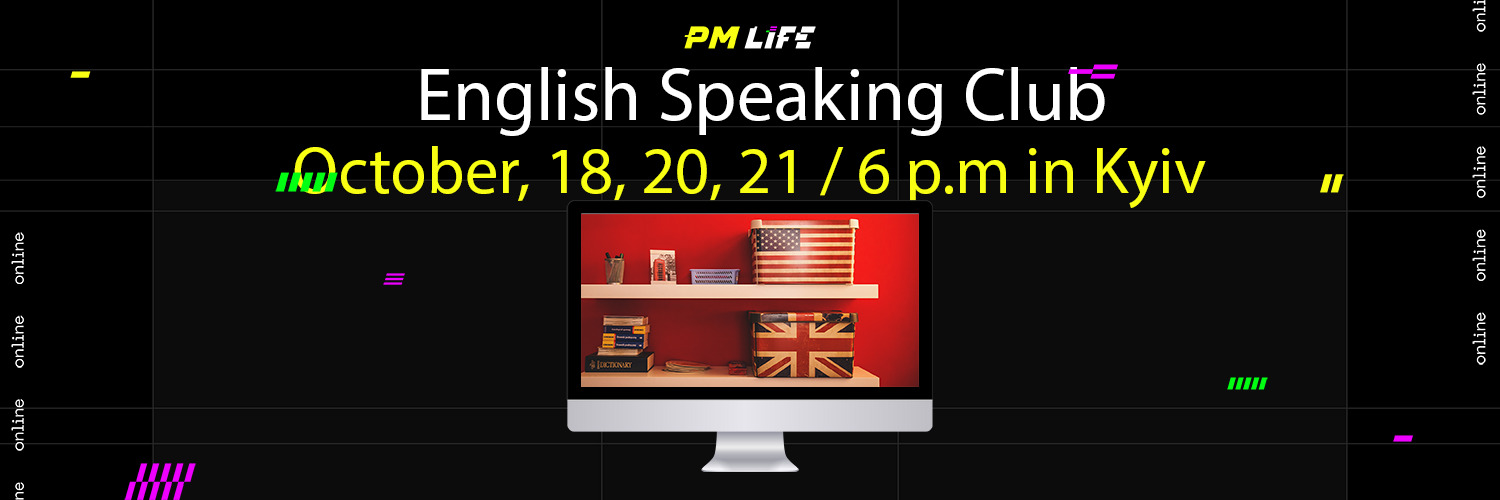 PM LIFE
English Speaking Club
October, 18, 20, 21 / 6 p.m in Kyiv
DICTIONARY
online
online
online
online
online
online
online
online